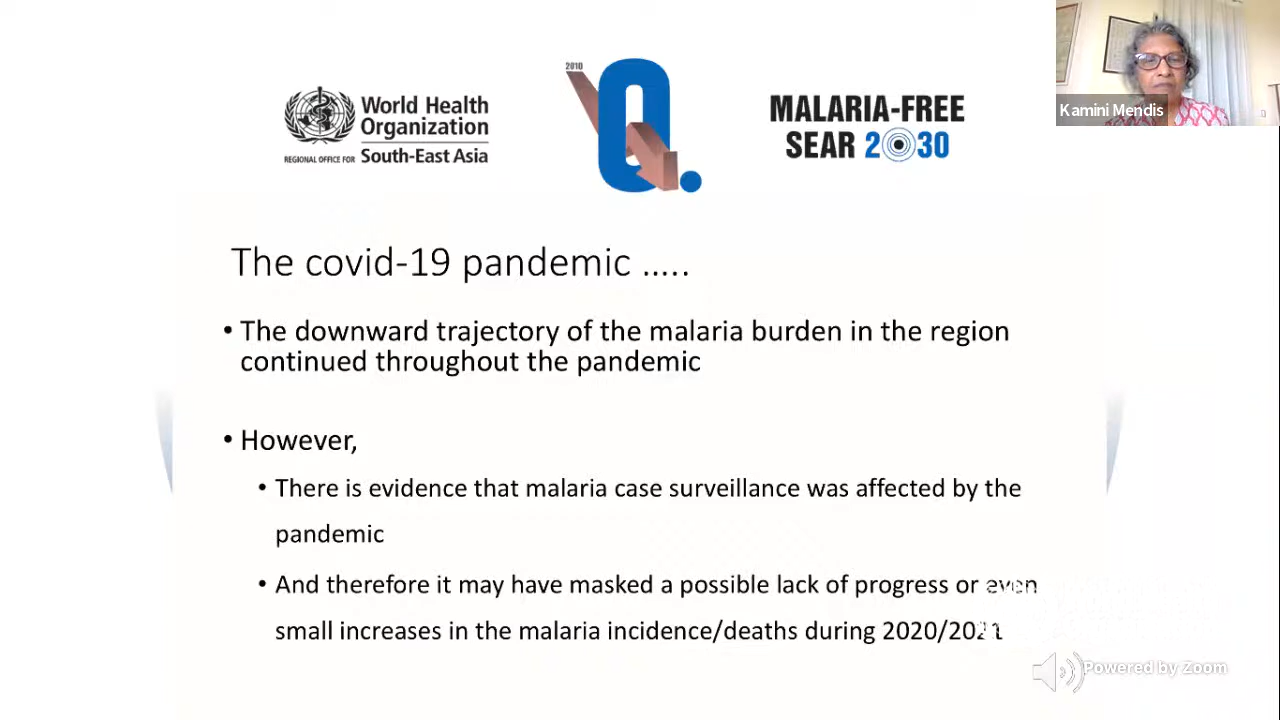 World Health
Organization
REGIONAL OFFICE FOR South-East Asia
2010
0.
MALARIA-FREE
SEAR 2030
Kamini Mendis
The covid-19 pandemic .....
• The downward trajectory of the malaria burden in the region
continued throughout the pandemic
• However,
• There is evidence that malaria case surveillance was affected by the
pandemic
• And therefore it may have masked a possible lack of progress or even
small increases in the malaria incidence/deaths during 2020/2021
Powered by Zoom